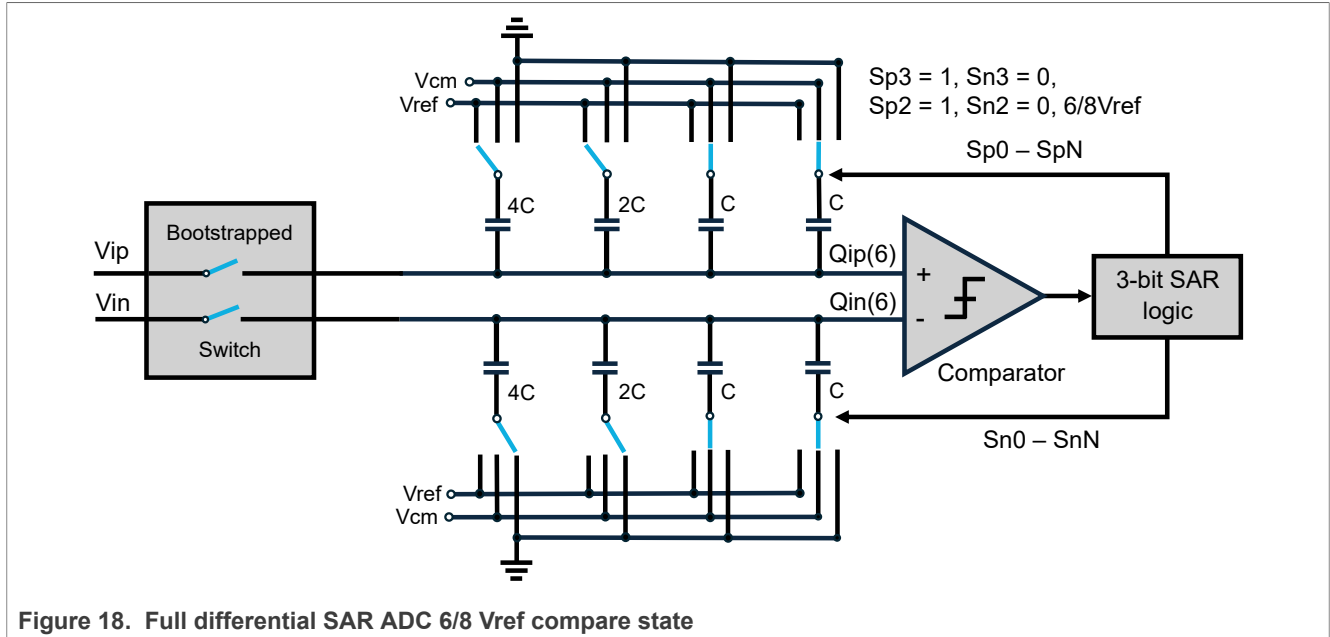 Vcm
Vref
Sp3 = 1, Sn3 = 0,
Sp2 = 1, Sn2 = 0, 6/8Vref
Sp0 – SpN
4C
2C
C
C
Bootstrapped
Vip
Qip(6)
+
3-bit SAR
logic
Vin
Qin(6)
-
Switch
Comparator
4C
2C
C
C
Sn0 – SnN
Vref
Vcm
Figure 18. Full differential SAR ADC 6/8 Vref compare state